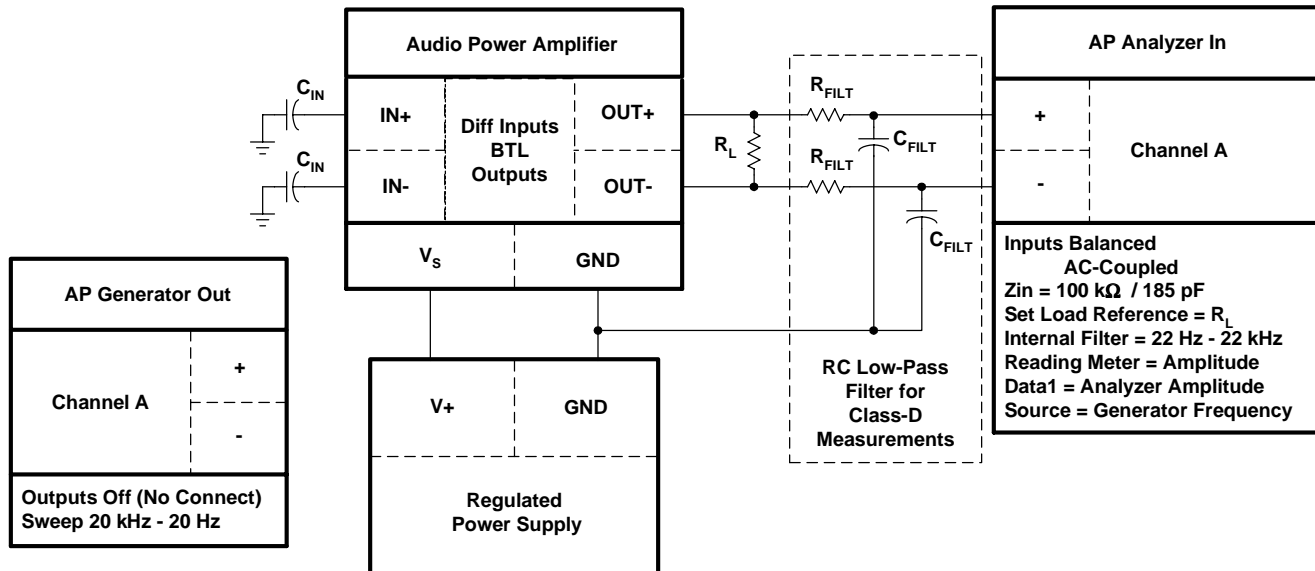 Audio Power Amplifier
C_IN
IN+
Diff Inputs
BTL
Outputs
OUT+
C_IN
IN-
OUT-
V_S
GND
R_L
R_FILT
C_FILT
R_FILT
C_FILT
RC Low-Pass
Filter for
Class-D
Measurements
AP Analyzer In
+
Channel A
-
Inputs Balanced
AC-Coupled
Zin = 100 kΩ / 185 pF
Set Load Reference = R_L
Internal Filter = 22 Hz - 22 kHz
Reading Meter = Amplitude
Data1 = Analyzer Amplitude
Source = Generator Frequency
AP Generator Out
Channel A
+
-
Outputs Off (No Connect)
Sweep 20 kHz - 20 Hz
V+
GND
Regulated
Power Supply